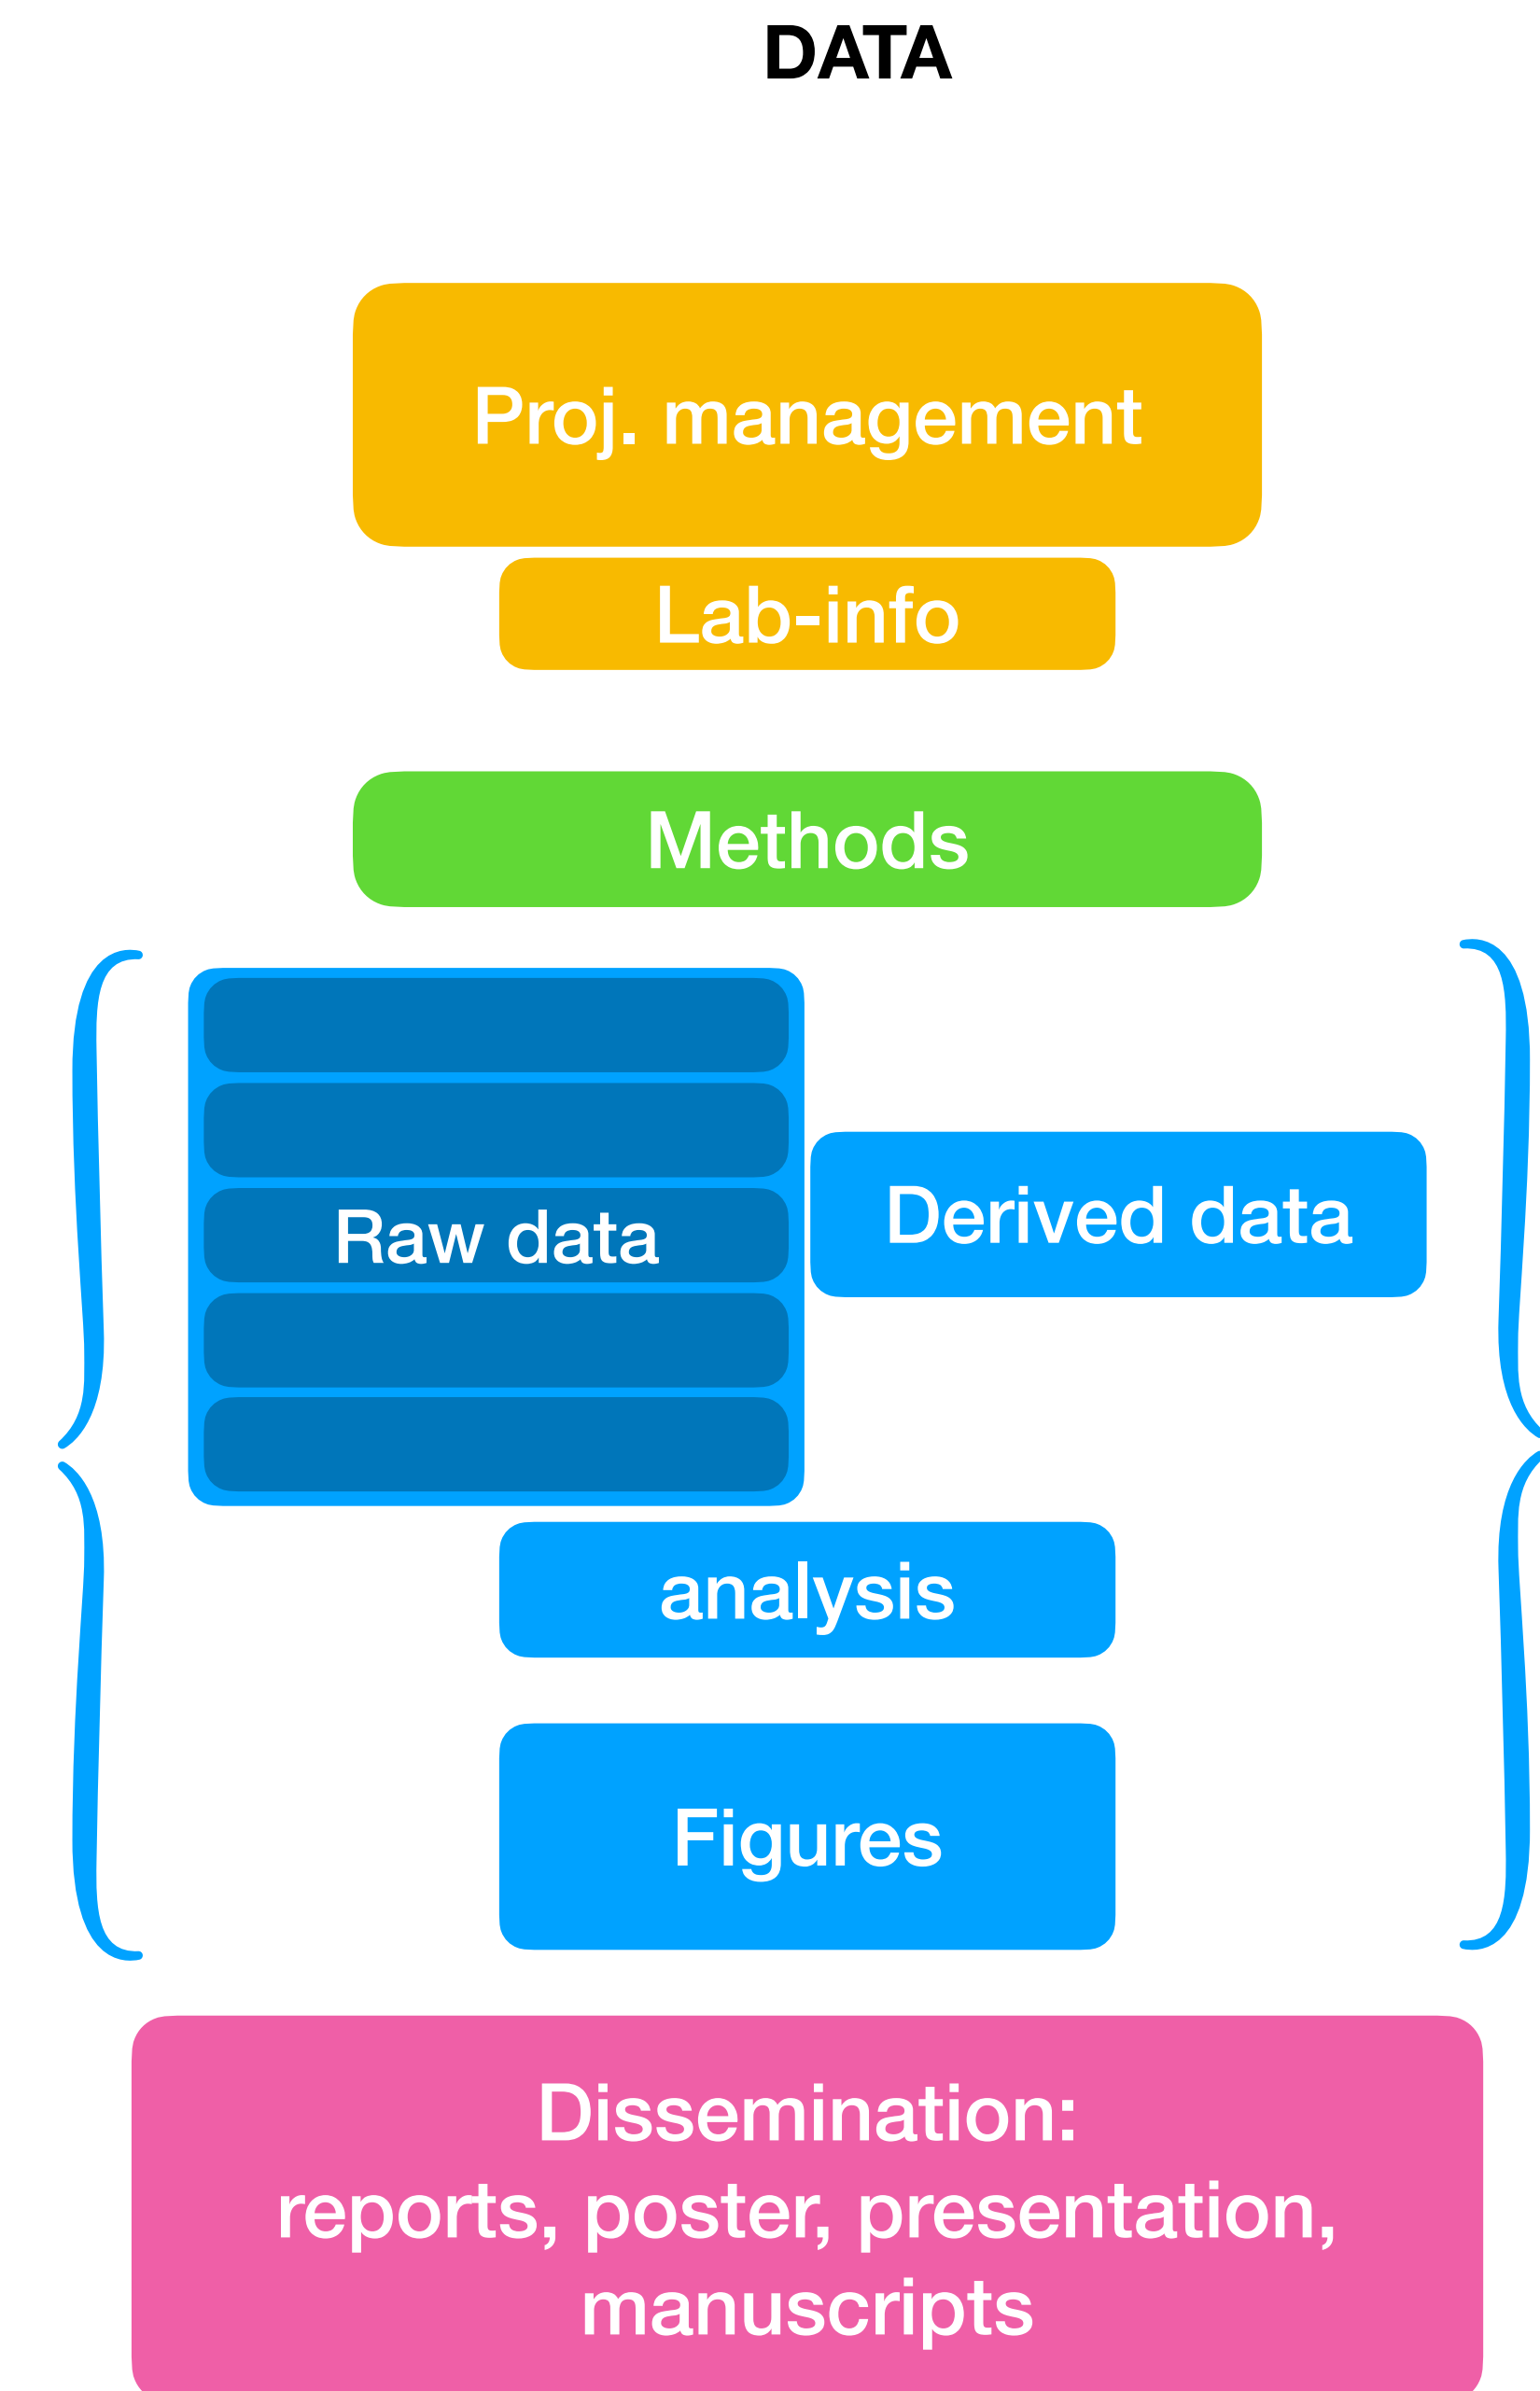 DATA
Proj. management
Lab-info
Methods
Raw data
Derived data
analysis
Figures
Dissemination:
reports, poster, presentation,
manuscripts